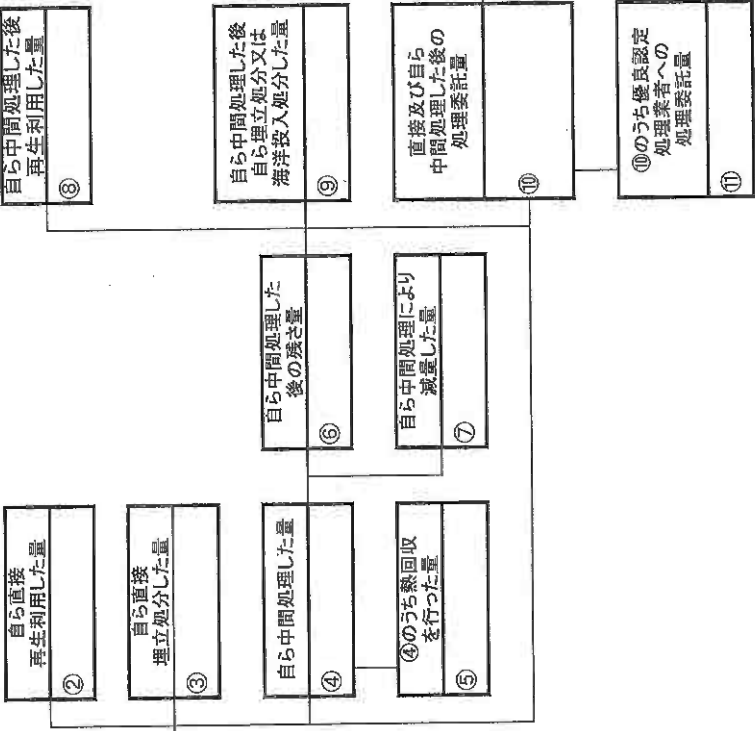 自ら直接
再生利用した量
②
自ら直接
埋立処分した量
③
自ら中間処理した量
④
④のうち熱回収
を行った量
⑤
自ら中間処理した
後の残さ量
⑥
自ら中間処理により
減量した量
⑦
自ら中間処理した後
再生利用した量
⑧
自ら中間処理した後
自ら埋立処分又は
海洋投入処分した量
⑨
直接及び自ら
中間処理した後の
処理委託量
⑩
⑩のうち優良認定
処理業者への
処理委託量
⑪